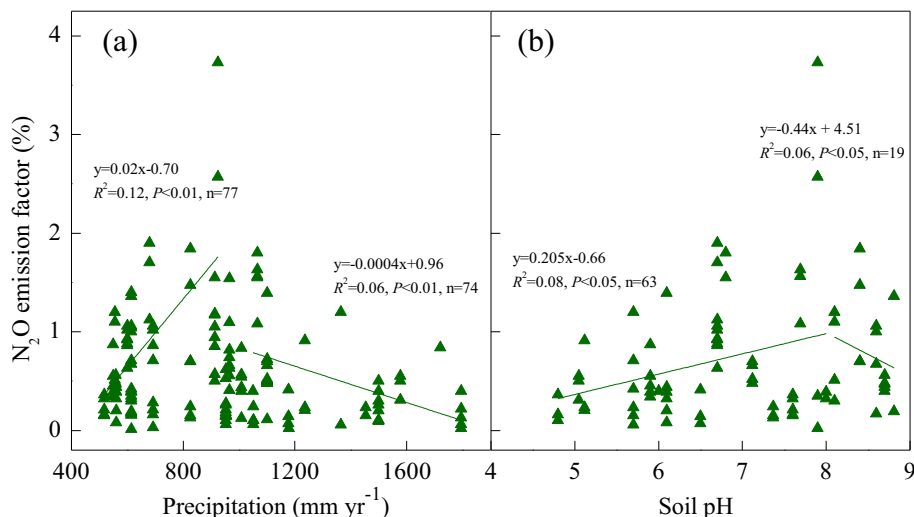 (a)
(b)
4
3
2
1
0
N₂O emission factor (%)
y=0.02x-0.70
R²=0.12, P<0.01, n=77
y=-0.0004x+0.96
R²=0.06, P<0.01, n=74
y=-0.44x + 4.51
R²=0.06, P<0.05, n=19
y=0.205x-0.66
R²=0.08, P<0.05, n=63
400 800 1200 1600 4 5 6 7 8 9
Precipitation (mm yr⁻¹) Soil pH